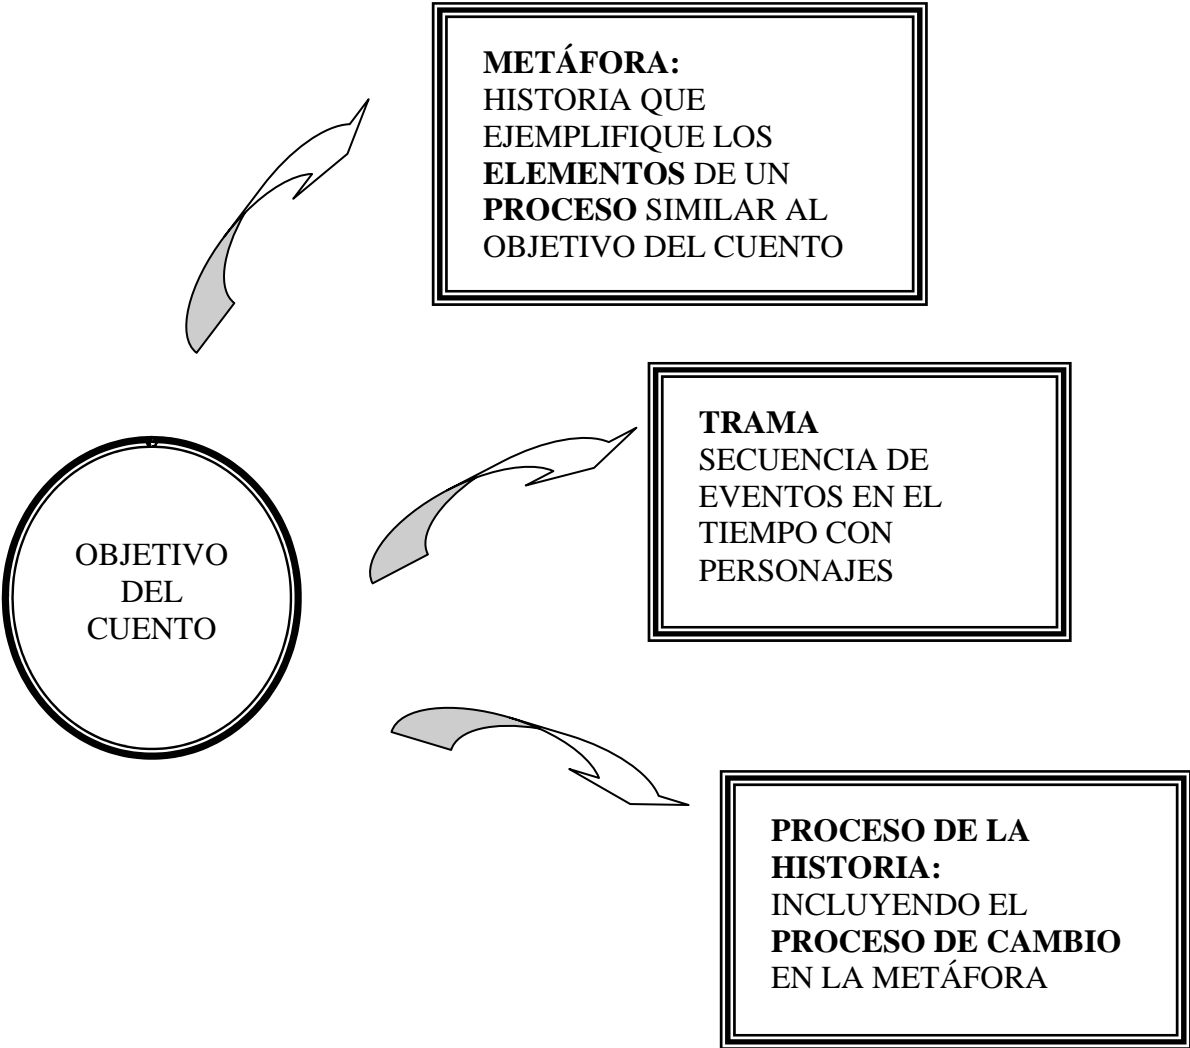 METÁFORA:
HISTORIA QUE
EJEMPLIFIQUE LOS
ELEMENTOS DE UN
PROCESO SIMILAR AL
OBJETIVO DEL CUENTO
TRAMA
SECUENCIA DE
EVENTOS EN EL
TIEMPO CON
PERSONAJES
OBJETIVO
DEL
CUENTO
PROCESO DE LA
HISTORIA:
INCLUYENDO EL
PROCESO DE CAMBIO
EN LA METÁFORA